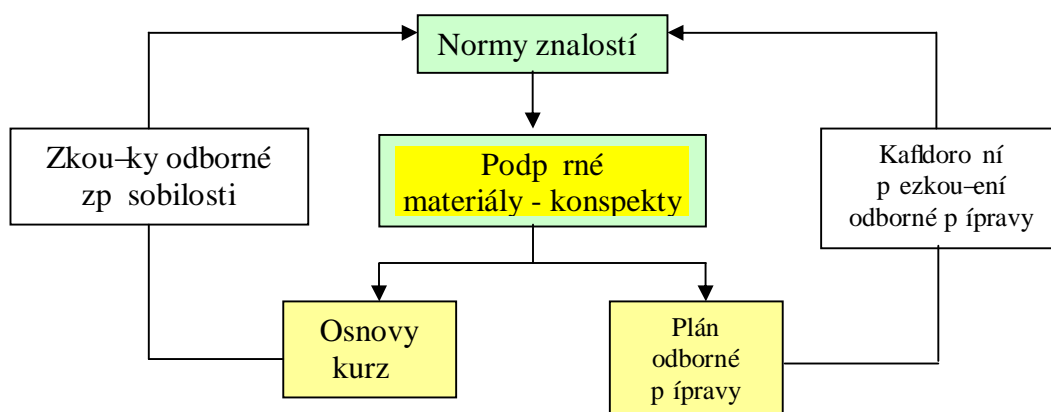 Normy znalostí
Zkou–ky odborné
zp sobilosti
Podp rné
materiály - konspekty
Kafldoro ní
p ezkou–ení
odborné p ípravy
Osnovy
kurz
Plán
odborné
p ípravy